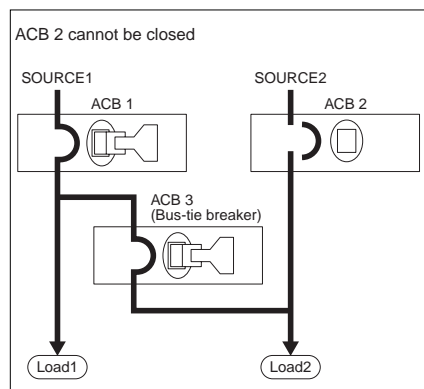 ACB 2 cannot be closed
SOURCE1
SOURCE2
ACB 1
ACB 2
ACB 3
(Bus-tie breaker)
Load1
Load2